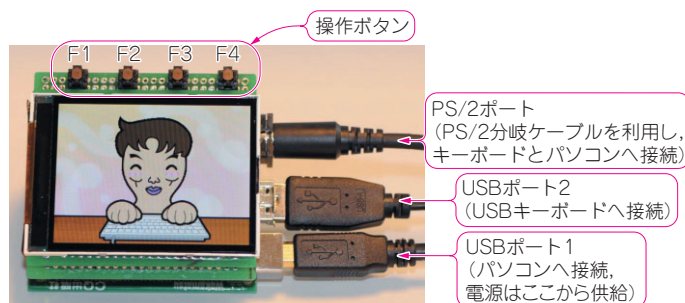 操作ボタン
F1 F2 F3 F4
PS/2ポート
（PS/2分岐ケーブルを利用し，
キーボードとパソコンへ接続）
USBポート2
（USBキーボードへ接続）
USBポート1
（パソコンへ接続，
電源はここから供給）